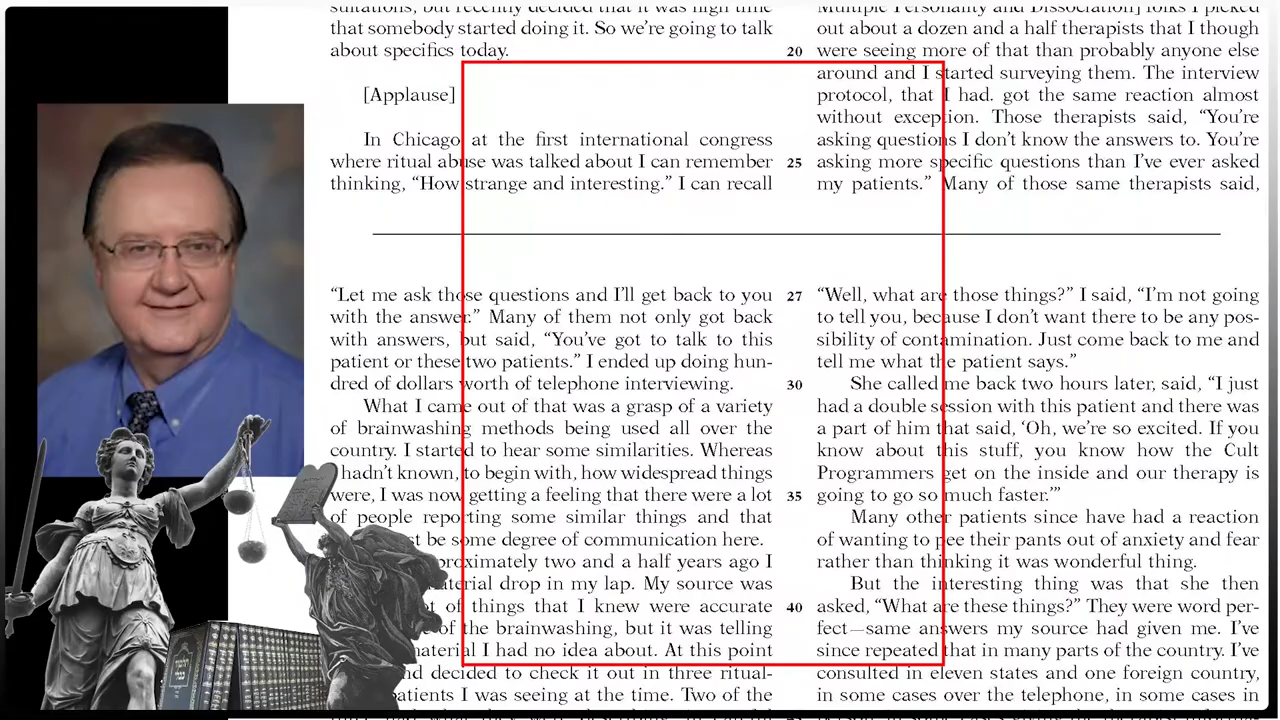 that somebody started doing it. So we're going to talk
about specifics today.
[Applause]
In Chicago at the first international congress
where ritual abuse was talked about I can remember
thinking, “How strange and interesting.” I can recall
Multiple Personality and Dissociation] folks I picked
out about a dozen and a half therapists that I though
20
were seeing more of that than probably anyone else
around and I started surveying them. The interview
protocol, that I had. got the same reaction almost
without exception. Those therapists said, “You’re
asking questions I don’t know the answers to. You’re
25
asking more specific questions than I’ve ever asked
my patients.” Many of those same therapists said,
“Let me ask those questions and I’ll get back to you
with the answer.” Many of them not only got back
with answers, but said, “You’ve got to talk to this
patient or these two patients.” I ended up doing hun-
dred of dollars worth of telephone interviewing.
What I came out of that was a grasp of a variety
of brainwashing methods being used all over the
country. I started to hear some similarities. Whereas
hadn’t known, to begin with, how widespread things
were, I was now getting a feeling that there were a lot
of people reporting some similar things and that
be some degree of communication here.
two and a half years ago I
drop in my lap. My source was
of things that I knew were accurate
of the brainwashing, but it was telling
I had no idea about. At this point
decided to check it out in three ritual-
I was seeing at the time. Two of the
27
“Well, what are those things?” I said, “I’m not going
to tell you, because I don’t want there to be any pos-
sibility of contamination. Just come back to me and
tell me what the patient says.”
30
She called me back two hours later, said, “I just
had a double session with this patient and there was
a part of him that said, ‘Oh, we’re so excited. If you
know about this stuff, you know how the Cult
Programmers get on the inside and our therapy is
35
going to go so much faster.’”
Many other patients since have had a reaction
of wanting to pee their pants out of anxiety and fear
rather than thinking it was wonderful thing.
But the interesting thing was that she then
40
asked, “What are these things?” They were word per-
fect—same answers my source had given me. I’ve
since repeated that in many parts of the country. I’ve
consulted in eleven states and one foreign country,
in some cases over the telephone, in some cases in